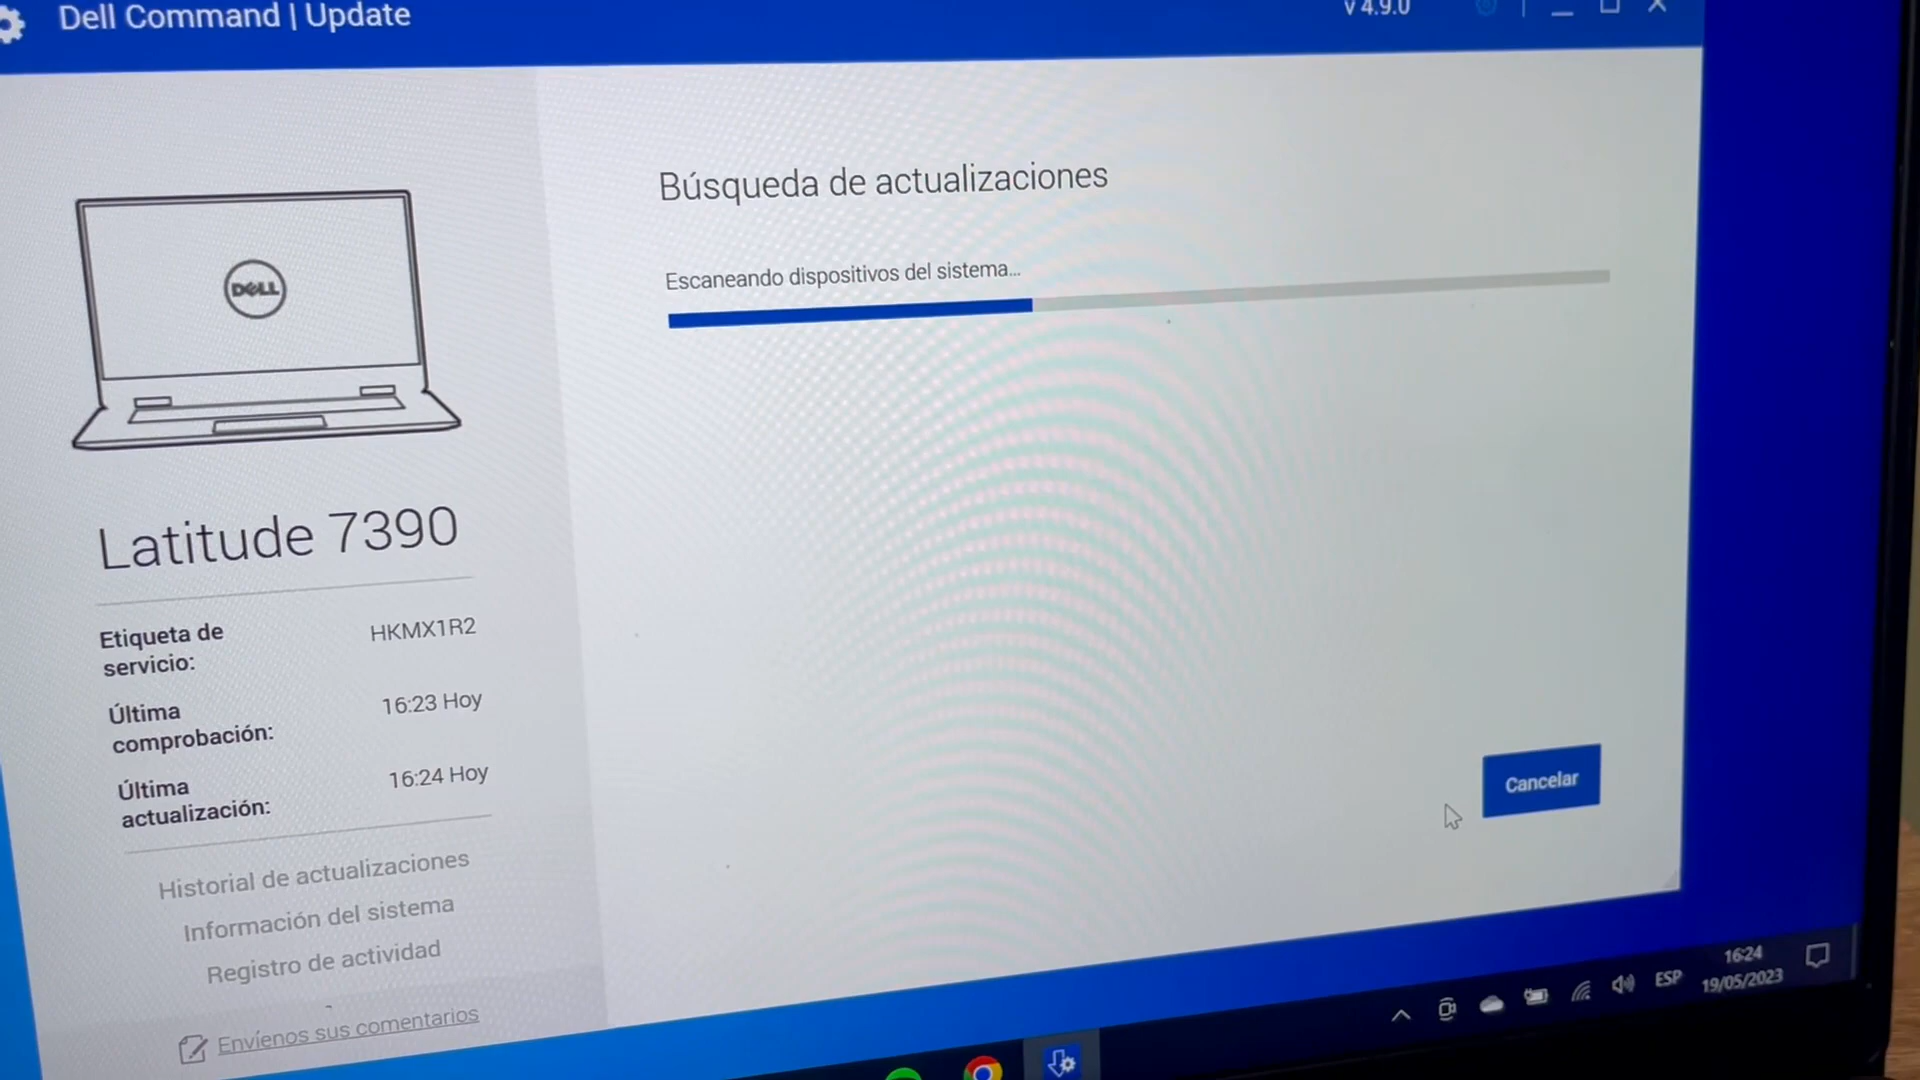 Dell Command | Update
V 4.9.0
DELL
Latitude 7390
Etiqueta de
servicio:
HKMX1R2
Última
comprobación:
16:23 Hoy
Última
actualización:
16:24 Hoy
Historial de actualizaciones
Información del sistema
Registro de actividad
Envíenos sus comentarios
Búsqueda de actualizaciones
Escaneando dispositivos del sistema...
Cancelar
ESP
16:24
19/05/2023